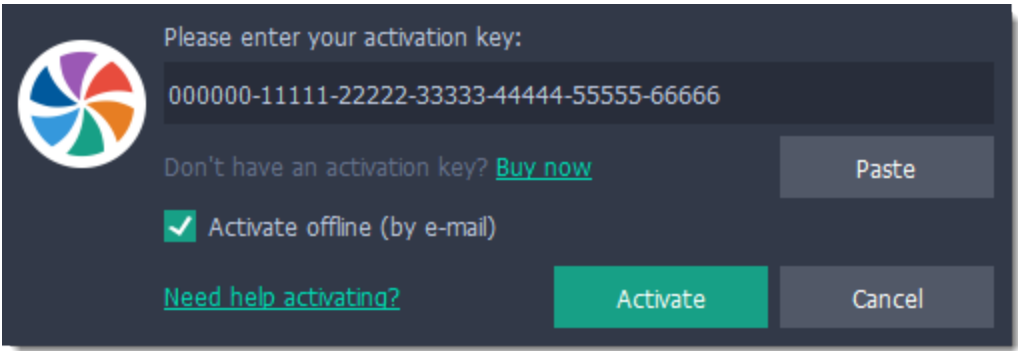 Please enter your activation key:
000000-11111-22222-33333-44444-55555-66666
Don't have an activation key? Buy now
Paste
Activate offline (by e-mail)
Need help activating?
Activate
Cancel